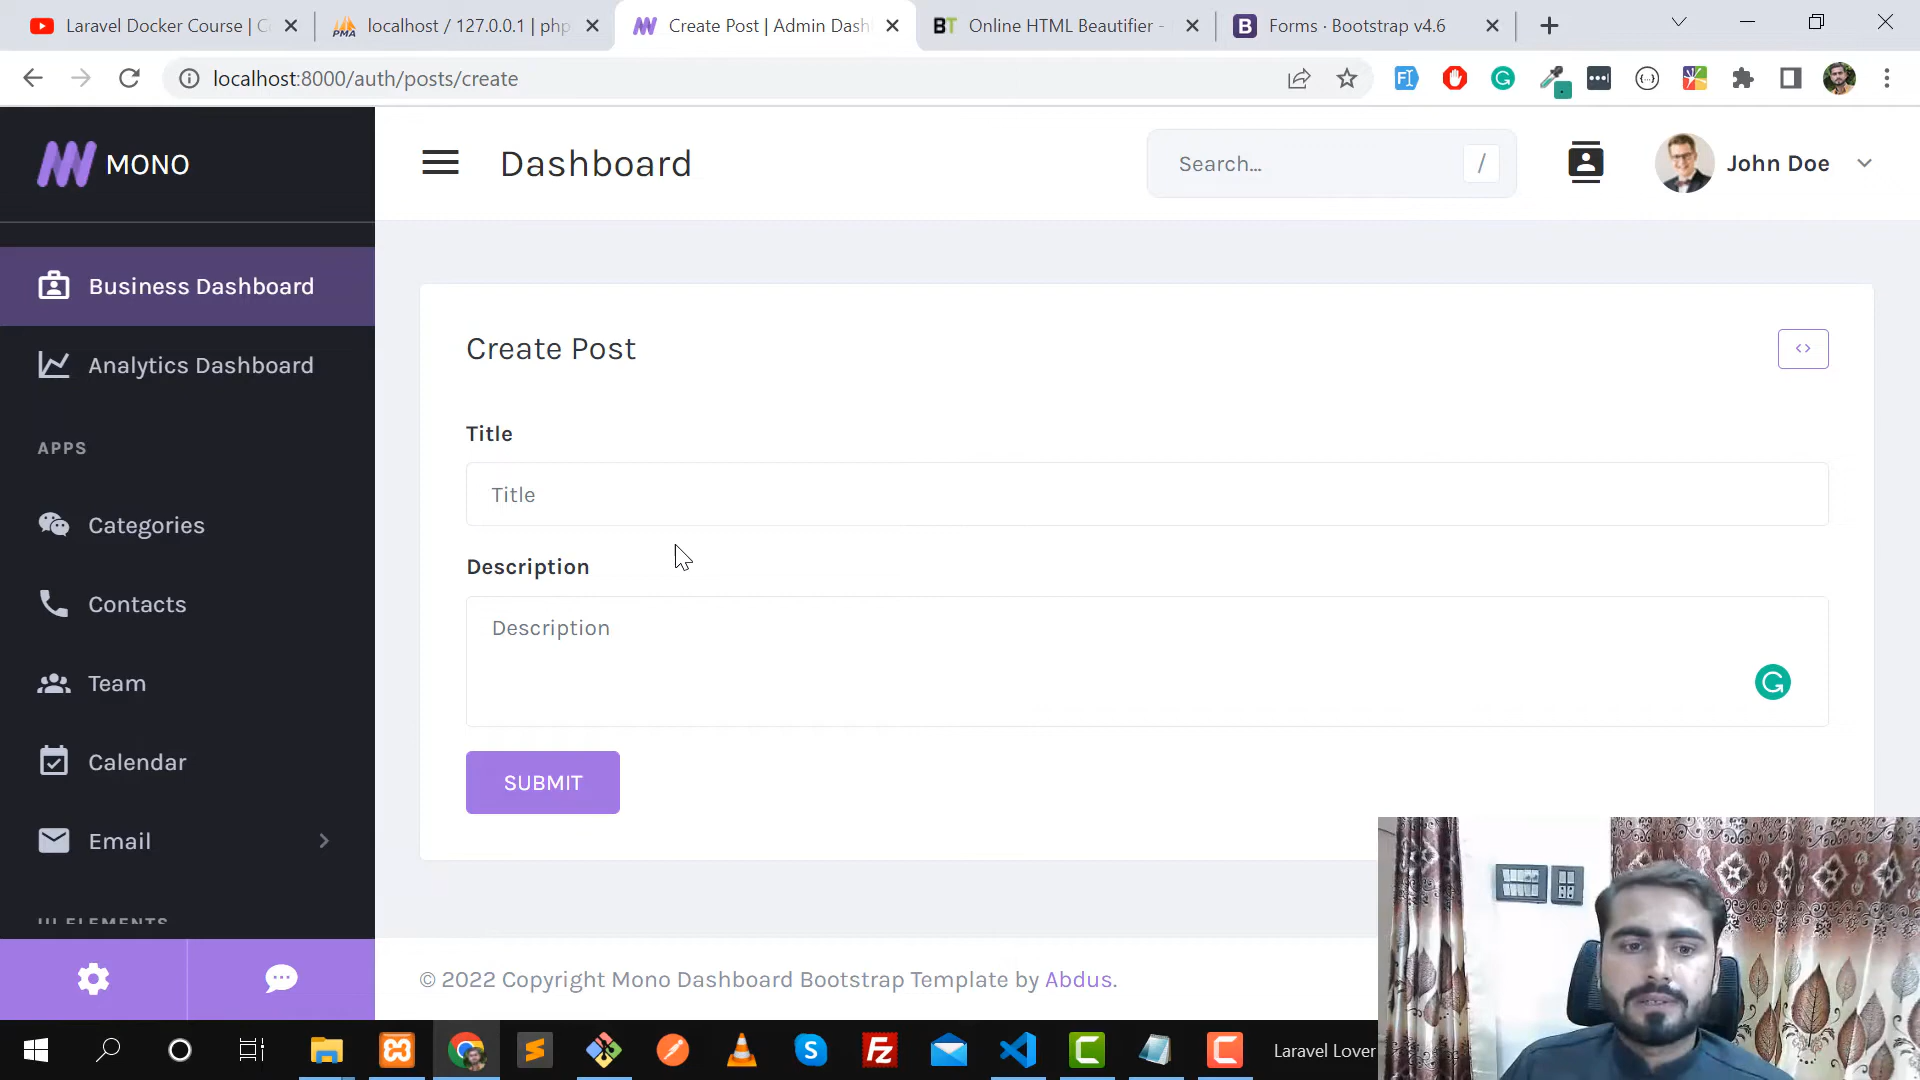 Laravel Docker Course | C
localhost / 127.0.0.1 | php
Create Post | Admin Dash
BT Online HTML Beautifier -
B Forms · Bootstrap v4.6
localhost:8000/auth/posts/create
MONO
Dashboard
Search...
/
John Doe
Business Dashboard
Analytics Dashboard
APPS
Categories
Contacts
Team
Calendar
Email
UI ELEMENTS
Create Post
<>
Title
Title
Description
Description
SUBMIT
© 2022 Copyright Mono Dashboard Bootstrap Template by Abdus.
Laravel Lover